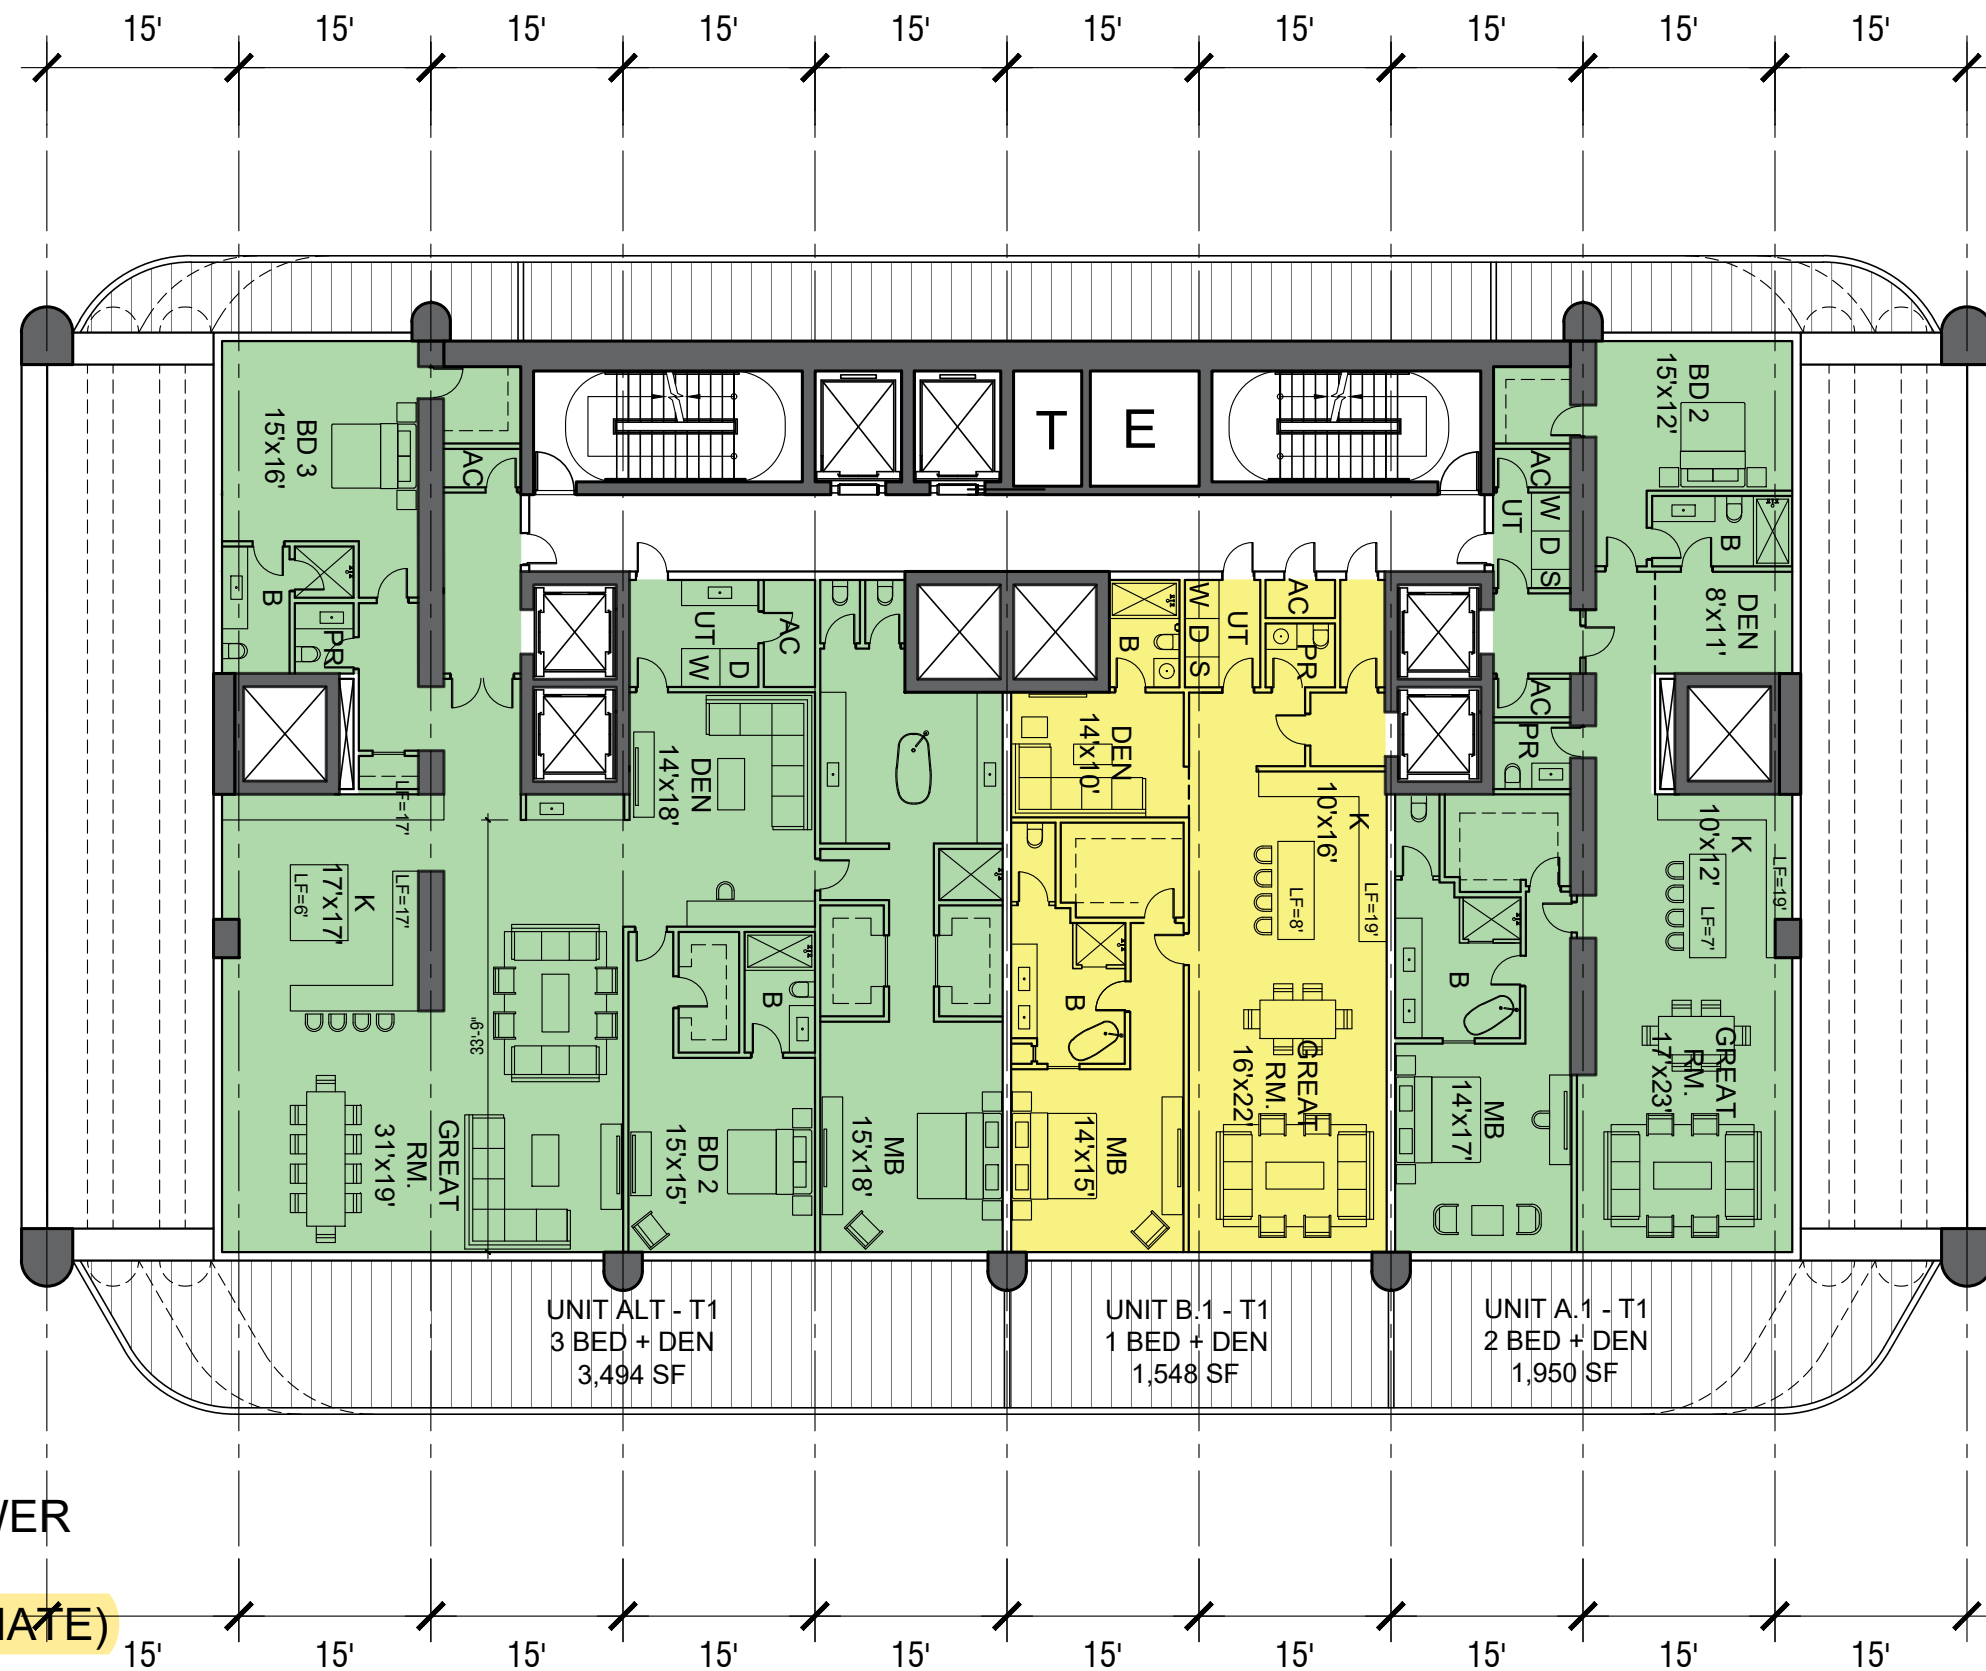 15' 15' 15' 15' 15' 15' 15' 15' 15' 15'
T E
BD 3
15'x16'
AC
B
PR
LF=17'
K
17'x17'
LF=6'
LF=17'
33'-9"
GREAT
RM.
31'x19'
UT
W D
AC
DEN
14'x18'
B
BD 2
15'x15'
MB
15'x18'
B
W D S
UT
AC
PR
DEN
14'x10'
K
10'x16'
LF=8'
LF=19'
B
MB
14'x15'
GREAT
RM.
16'x22'
BD 2
15'x12'
AC
UT
W D S
B
DEN
8'x11'
AC
PR
K
10'x12'
LF=7'
LF=19'
B
MB
14'x17'
GREAT
RM.
17'x23'
UNIT ALT - T1
3 BED + DEN
3,494 SF
UNIT B.1 - T1
1 BED + DEN
1,548 SF
UNIT A.1 - T1
2 BED + DEN
1,950 SF
WER
NATE)
15' 15' 15' 15' 15' 15' 15' 15' 15' 15'